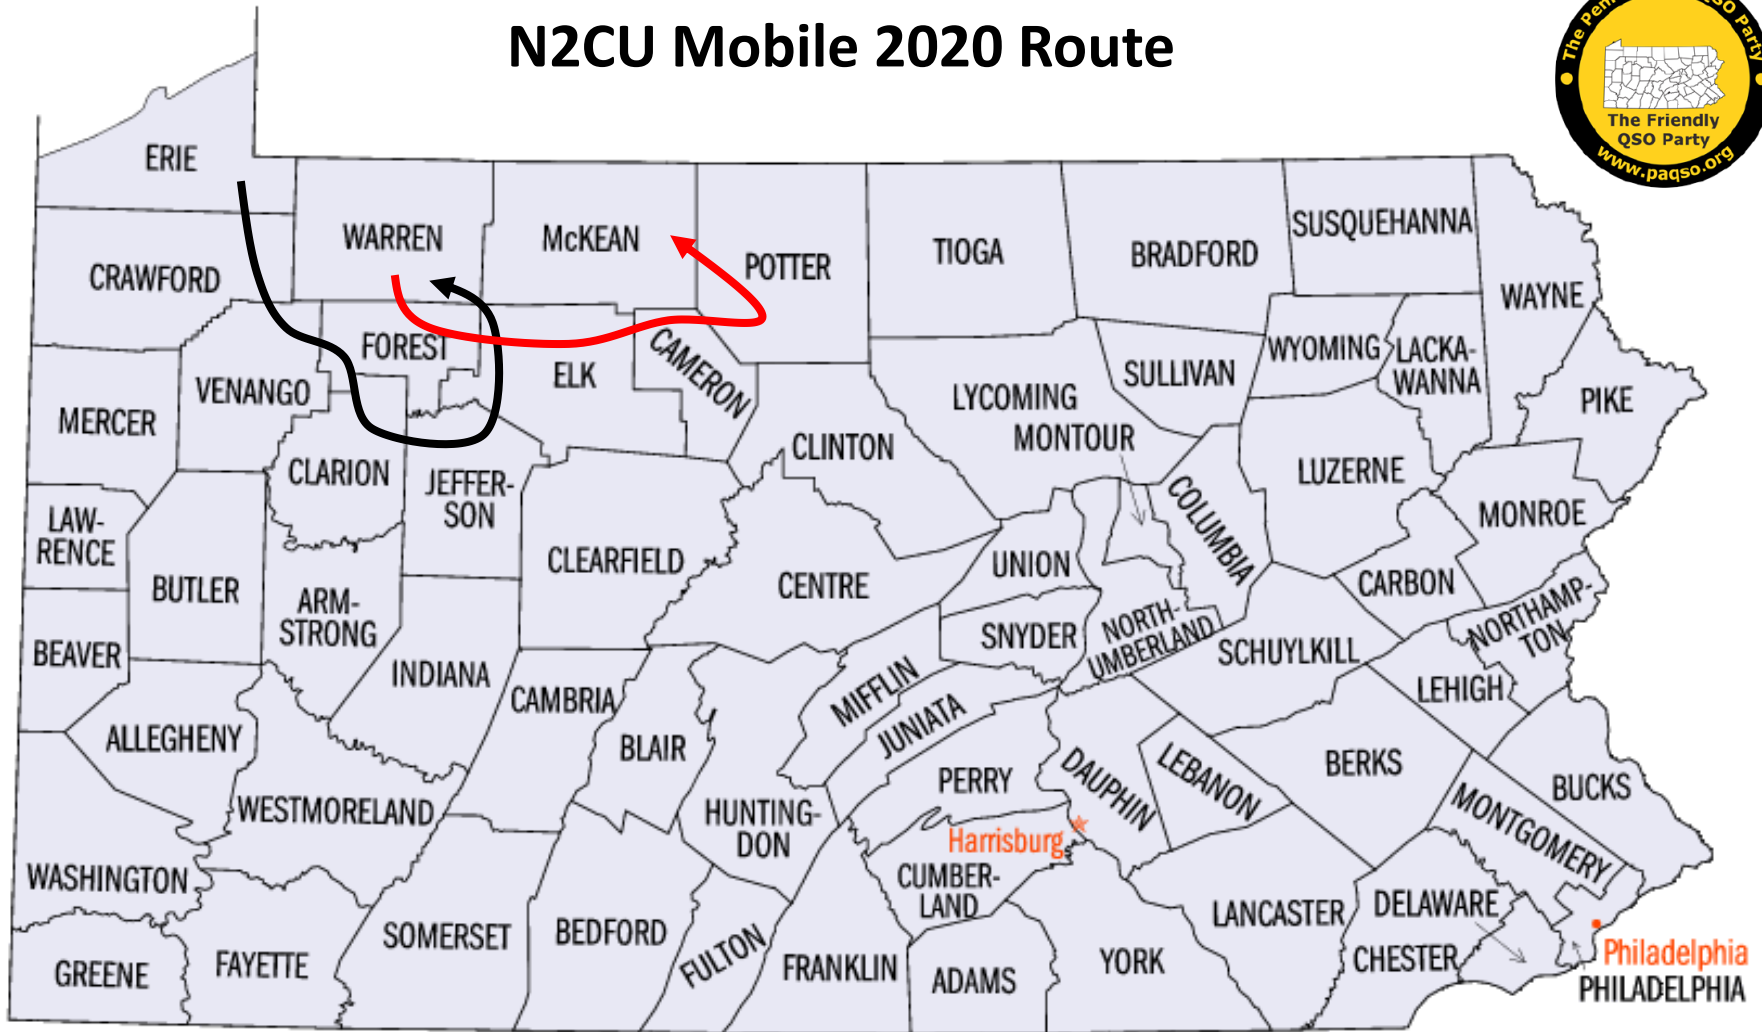 N2CU Mobile 2020 Route
The Friendly
QSO Party
www.paqso.org
ERIE
CRAWFORD
WARREN
McKEAN
POTTER
TIOGA
BRADFORD
SUSQUEHANNA
WAYNE
FOREST
VENANGO
MERCER
ELK
CAMERON
LYCOMING
SULLIVAN
WYOMING
LACKA-
WANNA
PIKE
CLARION
JEFFER-
SON
CLINTON
MONTOUR
COLUMBIA
LUZERNE
MONROE
LAW-
RENCE
BUTLER
ARM-
STRONG
CLEARFIELD
CENTRE
UNION
SNYDER
NORTH-
UMBERLAND
CARBON
NORTHAMP-
TON
SCHUYLKILL
LEHIGH
BEAVER
ALLEGHENY
INDIANA
CAMBRIA
BLAIR
MIFFLIN
JUNIATA
PERRY
DAUPHIN
LEBANON
BERKS
BUCKS
MONTGOMERY
WESTMORELAND
HUNTING-
DON
Harrisburg
CUMBER-
LAND
WASHINGTON
GREENE
FAYETTE
SOMERSET
BEDFORD
FULTON
FRANKLIN
ADAMS
YORK
LANCASTER
DELAWARE
CHESTER
Philadelphia
PHILADELPHIA